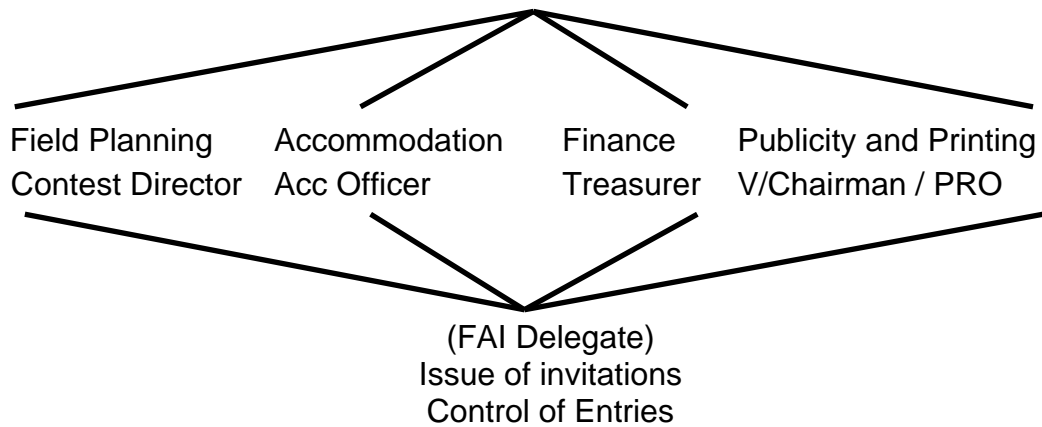 Field Planning Accommodation Finance Publicity and Printing
Contest Director Acc Officer Treasurer V/Chairman / PRO
(FAI Delegate)
Issue of invitations
Control of Entries